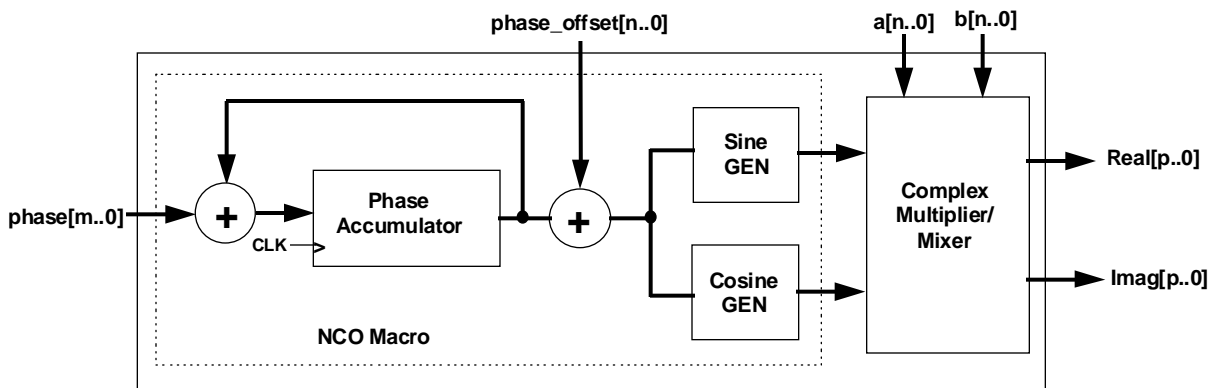 phase_offset[n..0]
a[n..0]
b[n..0]
Sine
GEN
Real[p..0]
Phase
Accumulator
Complex
Multiplier/
Mixer
phase[m..0]
+
+
CLK
Cosine
GEN
Imag[p..0]
NCO Macro